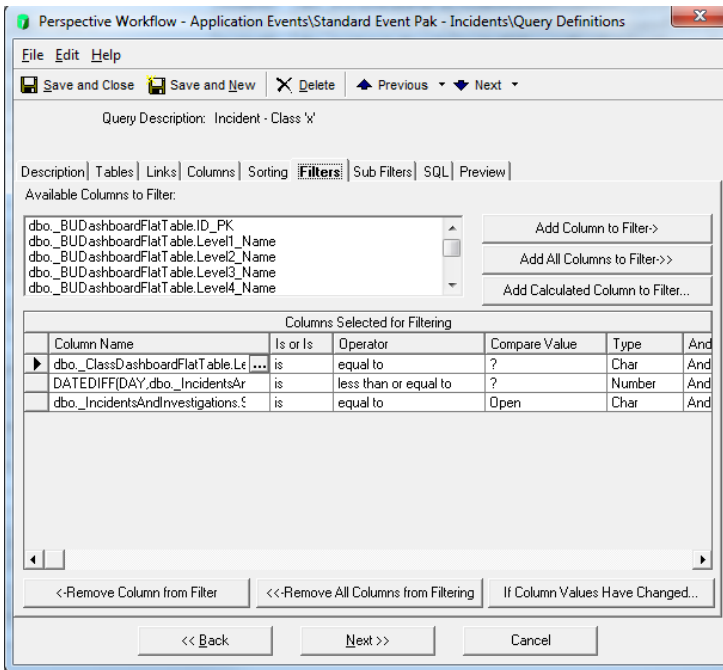 Perspective Workflow - Application Events\Standard Event Pak - Incidents\Query Definitions
File Edit Help
Save and Close Save and New Delete Previous Next
Query Description: Incident - Class 'x'
Description Tables Links Columns Sorting Filters Sub Filters SQL Preview
Available Columns to Filter:
dbo._BUDashboardFlatTable.ID_PK
dbo._BUDashboardFlatTable.Level1_Name
dbo._BUDashboardFlatTable.Level2_Name
dbo._BUDashboardFlatTable.Level3_Name
dbo._BUDashboardFlatTable.Level4_Name
Add Column to Filter->
Add All Columns to Filter->>
Add Calculated Column to Filter...
Columns Selected for Filtering
Column Name Is or Is Operator Compare Value Type And
dbo._ClassDashboardFlatTable.Le ... is equal to ? Char And
DATEDIFF(DAY,dbo._IncidentsAr is less than or equal to ? Number And
dbo._IncidentsAndInvestigations.S is equal to Open Char And
<-Remove Column from Filter <<-Remove All Columns from Filtering If Column Values Have Changed...
<< Back Next >> Cancel